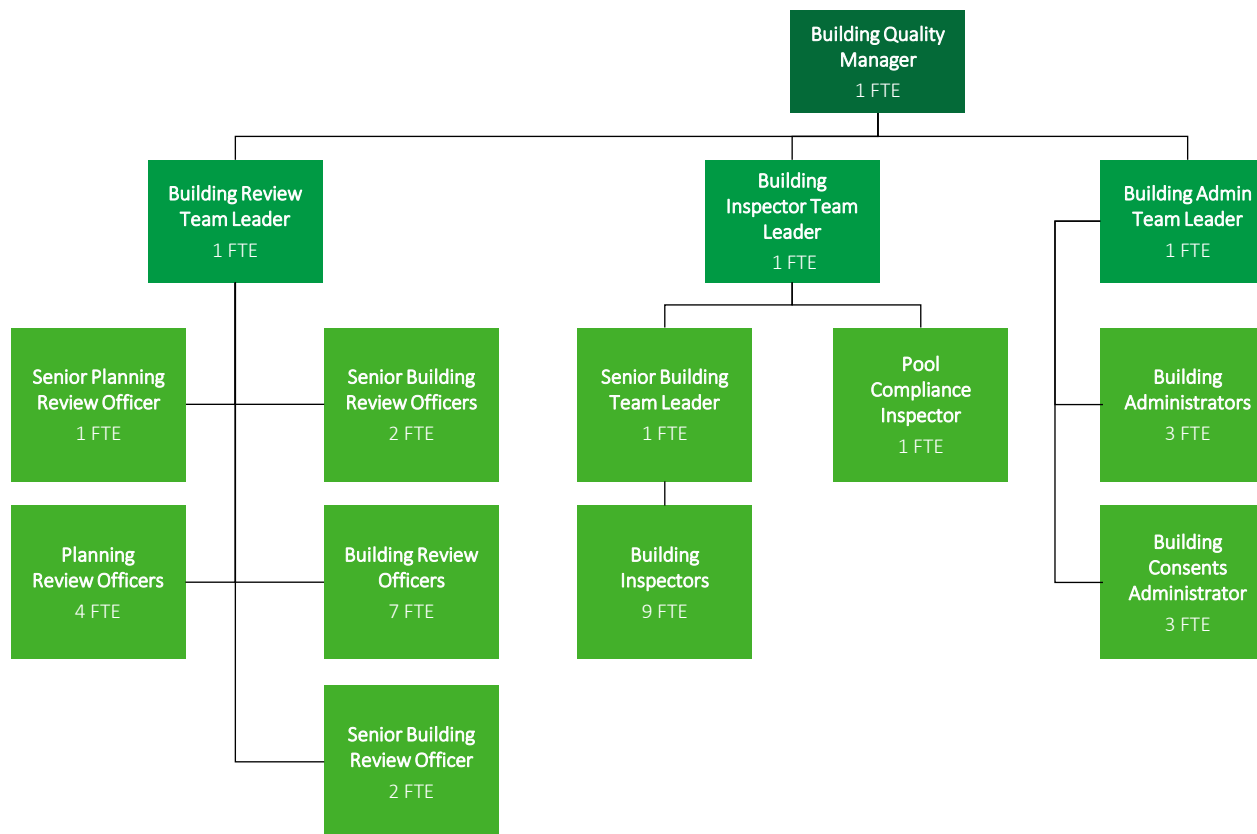 Building Quality
Manager
1 FTE
Building Review
Team Leader
1 FTE
Building
Inspector Team
Leader
1 FTE
Building Admin
Team Leader
1 FTE
Senior Planning
Review Officer
1 FTE
Senior Building
Review Officers
2 FTE
Senior Building
Team Leader
1 FTE
Pool
Compliance
Inspector
1 FTE
Building
Administrators
3 FTE
Planning
Review Officers
4 FTE
Building Review
Officers
7 FTE
Building
Inspectors
9 FTE
Building
Consents
Administrator
3 FTE
Senior Building
Review Officer
2 FTE